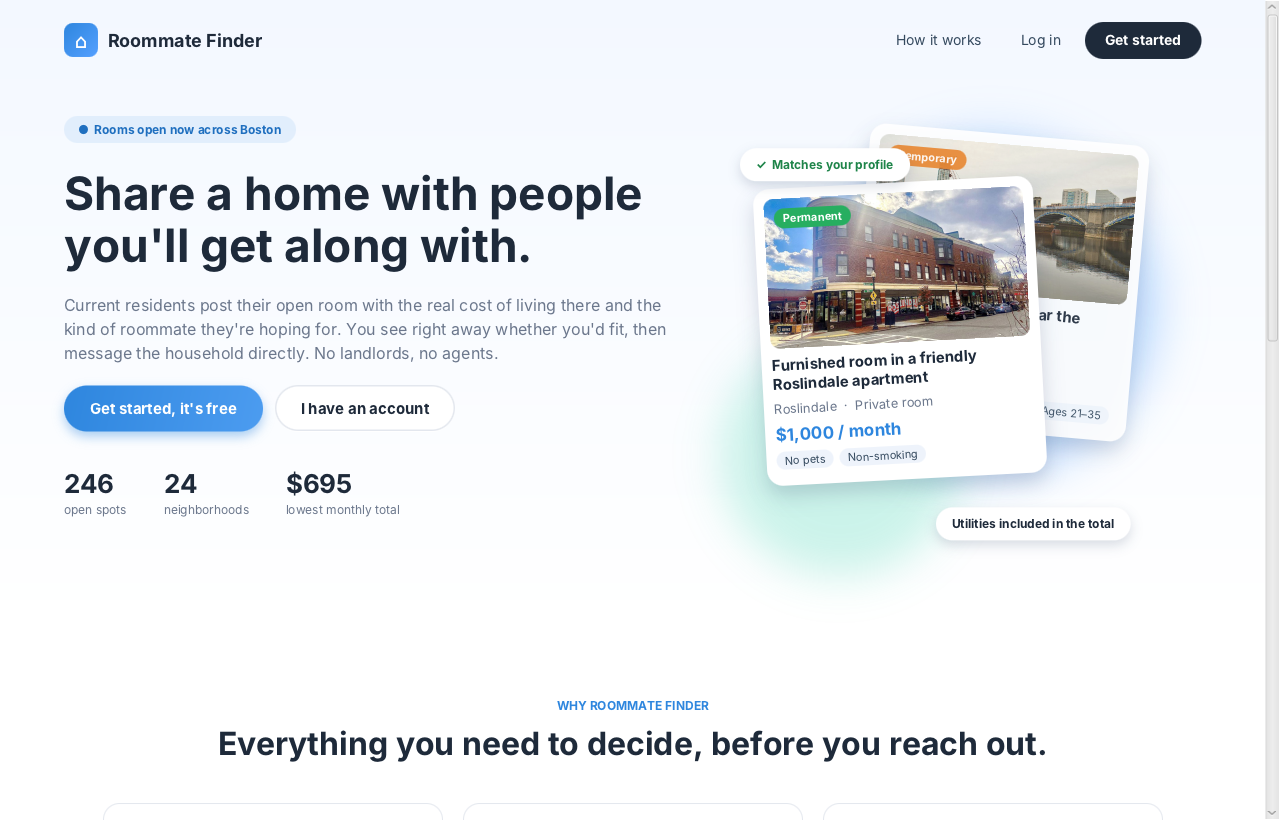 Roommate Finder
How it works
Log in
Get started
Rooms open now across Boston
Share a home with people
you'll get along with.
Current residents post their open room with the real cost of living there and the
kind of roommate they're hoping for. You see right away whether you'd fit, then
message the household directly. No landlords, no agents.
Get started, it's free
I have an account
246
open spots
24
neighborhoods
$695
lowest monthly total
✓ Matches your profile
Permanent
Furnished room in a friendly
Roslindale apartment
Roslindale · Private room
$1,000 / month
No pets
Non-smoking
the
Ages 21–35
Utilities included in the total
WHY ROOMMATE FINDER
Everything you need to decide, before you reach out.